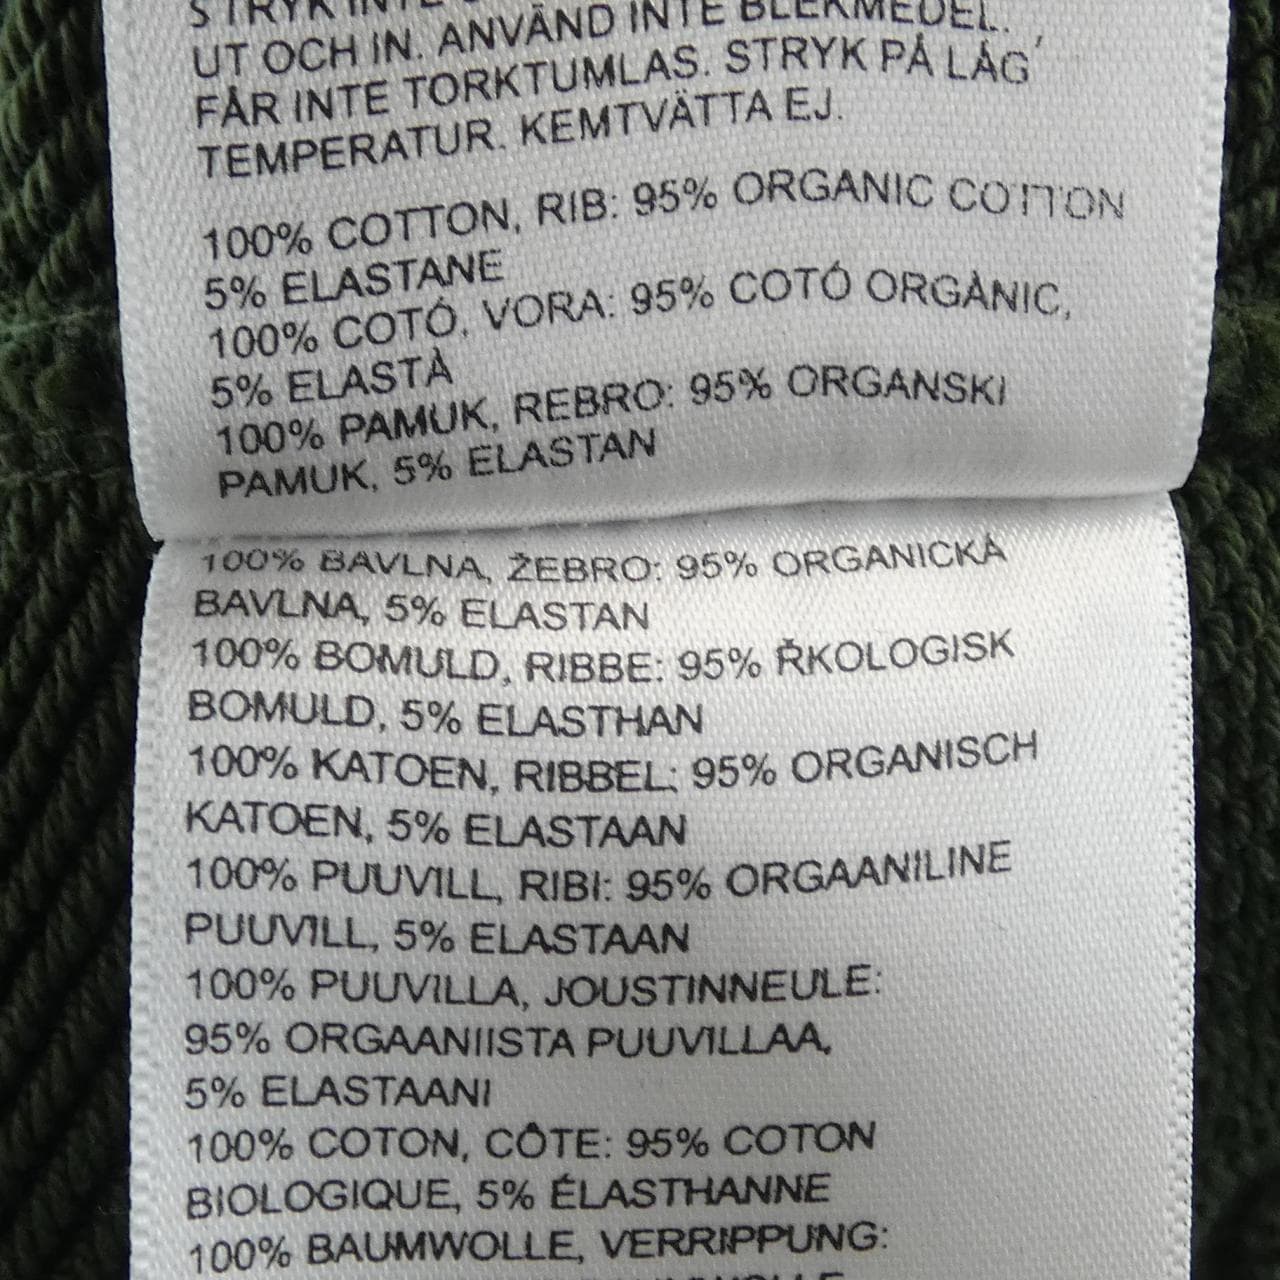 STRYK INTE
UT OCH IN. ANVÄND INTE BLEKMEDEL.
FÅR INTE TORKTUMLAS. STRYK PÅ LÅG
TEMPERATUR. KEMTVÄTTA EJ.
100% COTTON, RIB: 95% ORGANIC COTTON
5% ELASTANE
100% COTÓ, VORA: 95% COTÓ ORGÀNIC,
5% ELASTÀ
100% PAMUK, REBRO: 95% ORGANSKI
PAMUK, 5% ELASTAN
100% BAVLNA, ŽEBRO: 95% ORGANICKÁ
BAVLNA, 5% ELASTAN
100% BOMULD, RIBBE: 95% ŘKOLOGISK
BOMULD, 5% ELASTHAN
100% KATOEN, RIBBEL: 95% ORGANISCH
KATOEN, 5% ELASTAAN
100% PUUVILL, RIBI: 95% ORGAANILINE
PUUVILL, 5% ELASTAAN
100% PUUVILLA, JOUSTINNEULE:
95% ORGAANIISTA PUUVILLAA,
5% ELASTAANI
100% COTON, CÔTE: 95% COTON
BIOLOGIQUE, 5% ÉLASTHANNE
100% BAUMWOLLE, VERRIPPUNG: